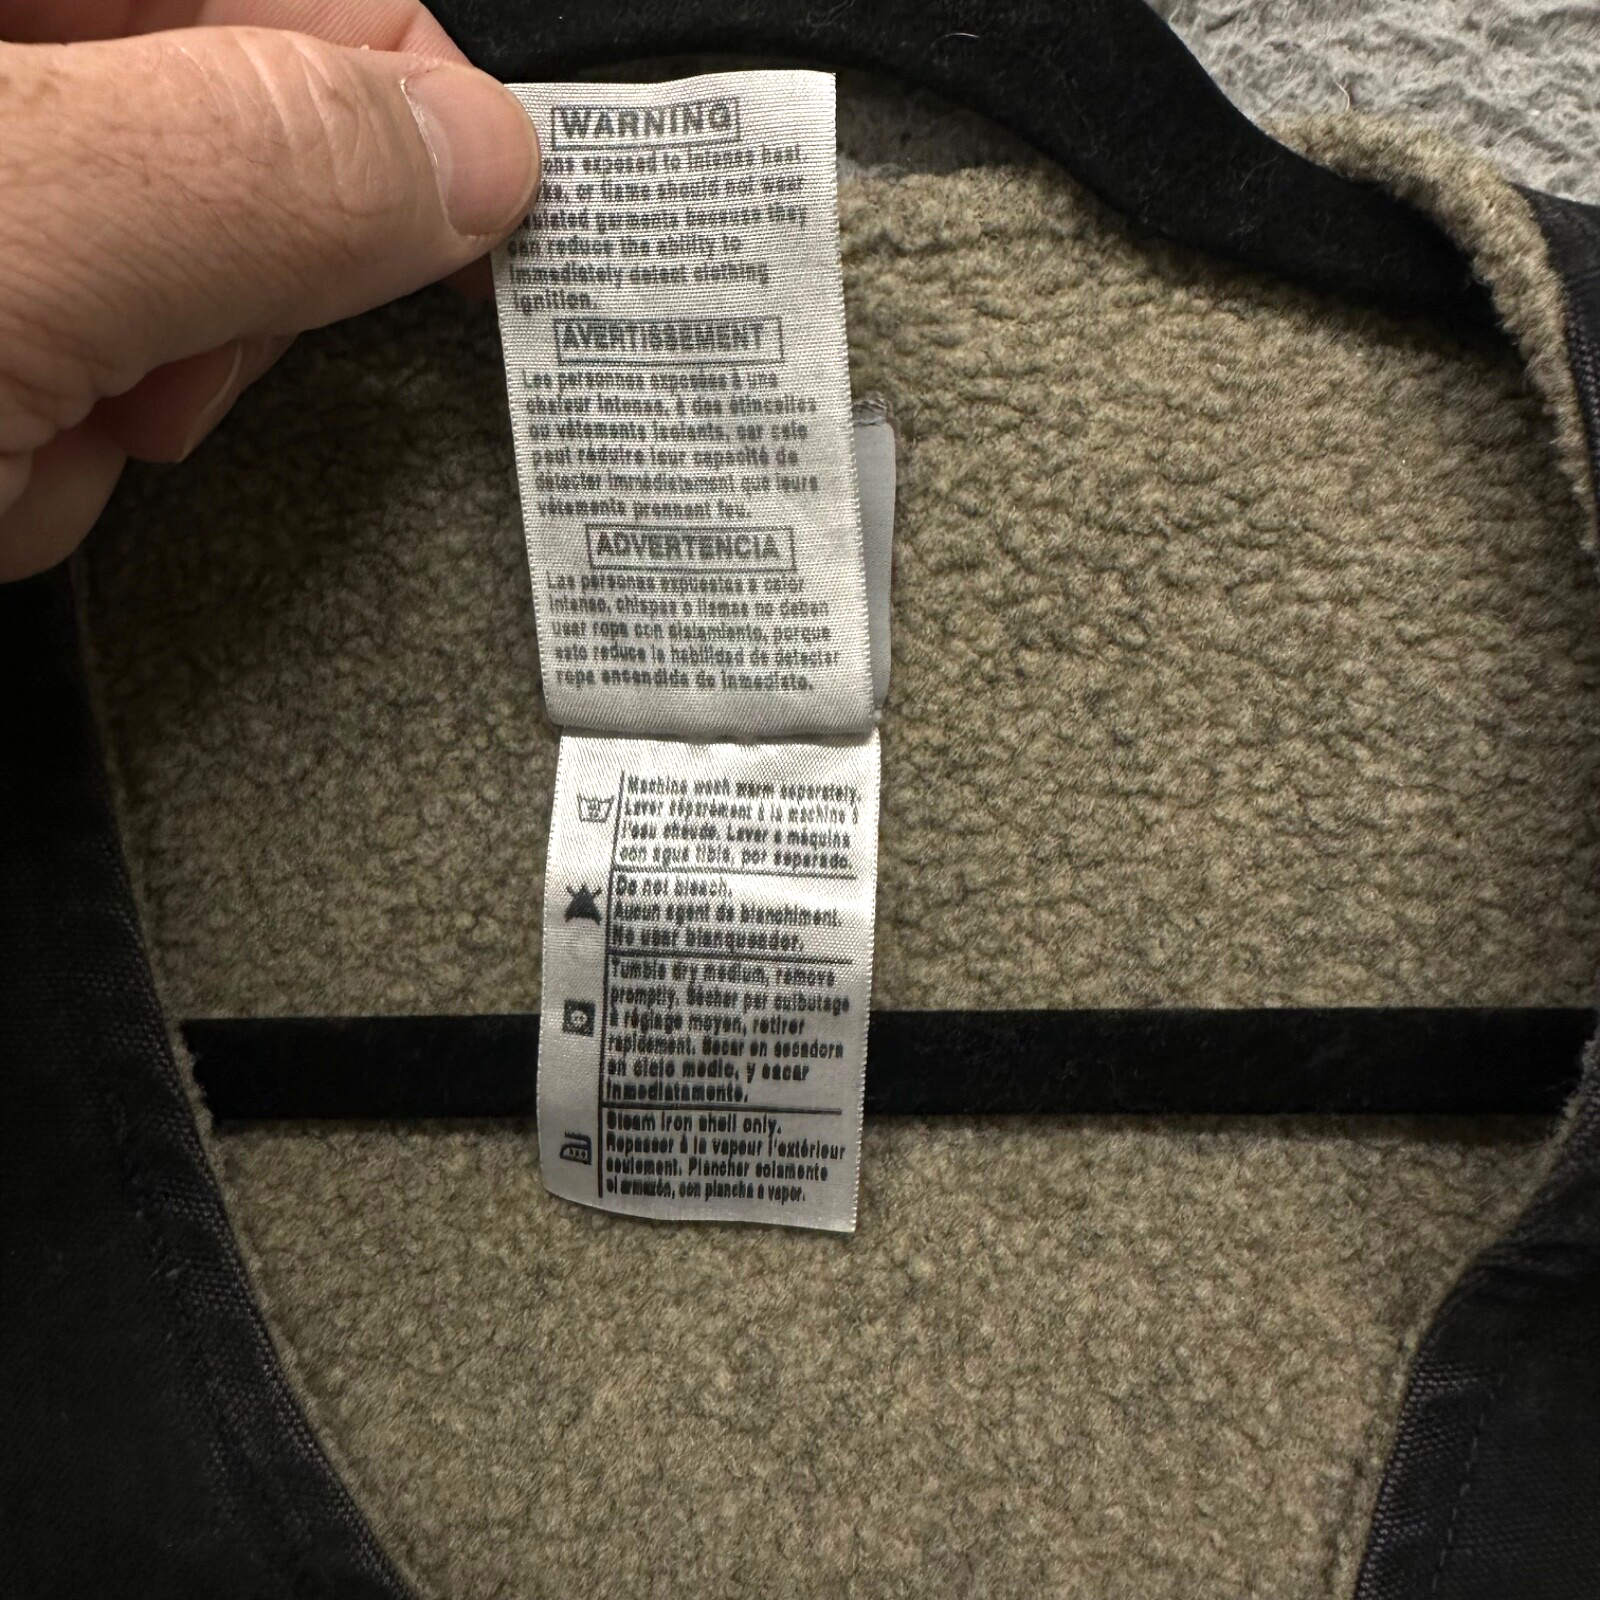 WARNING
exposed to intense heat,
or flame should not wear
garments because they
can reduce the ability to
immediately detect clothing
ignition.
AVERTISSEMENT
Les personnes exposées à une
chaleur intense, à des étincelles
ou vêtements isolants, car cela
peut réduire leur capacité de
détecter immédiatement que leurs
vêtements prennent feu.
ADVERTENCIA
Las personas expuestas a calor
intenso, chispas o llamas no deben
usar ropa con aislamiento, porque
esto reduce la habilidad de detectar
ropa encendida de inmediato.
Machine wash warm separately.
Laver séparément à la machine à
l'eau chaude. Lavar a máquina
con agua tibia, por separado.
Do not bleach.
Aucun agent de blanchiment.
No usar blanqueador.
Tumble dry medium, remove
promptly. Sécher par culbutage
à réglage moyen, retirer
rapidement. Secar en secadora
en ciclo medio, y sacar
inmediatamente.
Steam iron shell only.
Repasser à la vapeur l'extérieur
seulement. Planchar solamente
el armazón, con plancha a vapor.